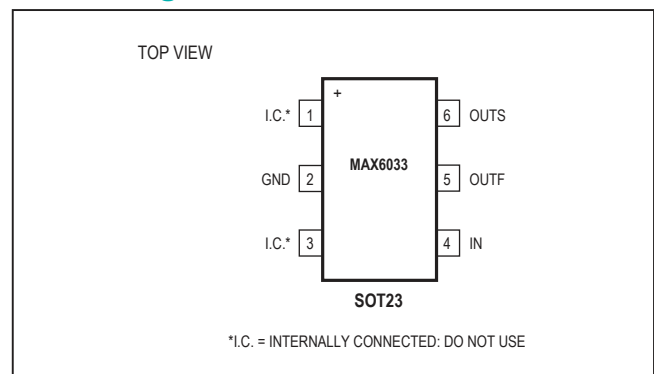 TOP VIEW
+
I.C.* 1
6 OUTS
MAX6033
GND 2
5 OUTF
I.C.* 3
4 IN
SOT23
*I.C. = INTERNALLY CONNECTED: DO NOT USE